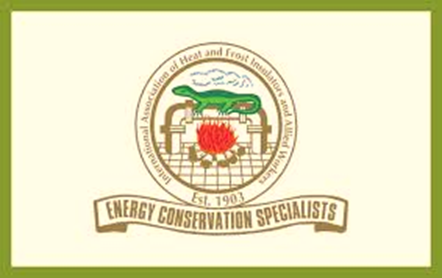 International Association of Heat and Frost Insulators and Allied Workers
Est. 1903
ENERGY CONSERVATION SPECIALISTS